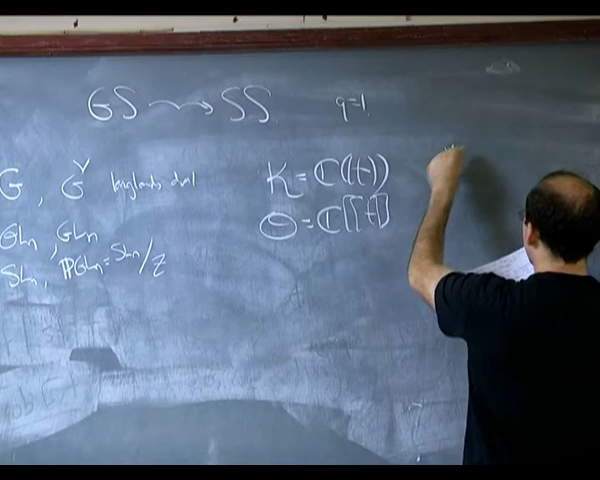 GS ⇝ SS q=1
G, G^∨ Langlands dual
GLn, GLn
SLn, PGLn = SLn/Z
K = ℂ((t))
O = ℂ[[t]]